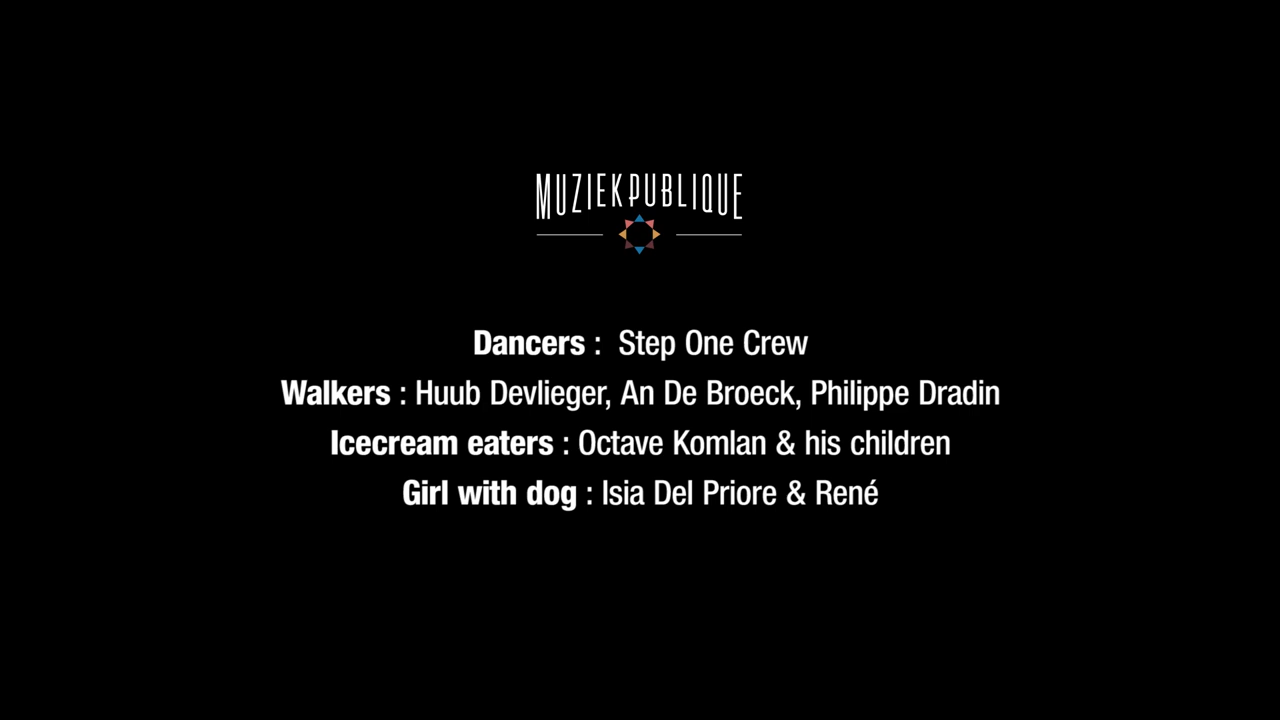 MUZIEKPUBLIQUE
Dancers : Step One Crew
Walkers : Huub Devlieger, An De Broeck, Philippe Dradin
Icecream eaters : Octave Komlan & his children
Girl with dog : Isia Del Priore & René